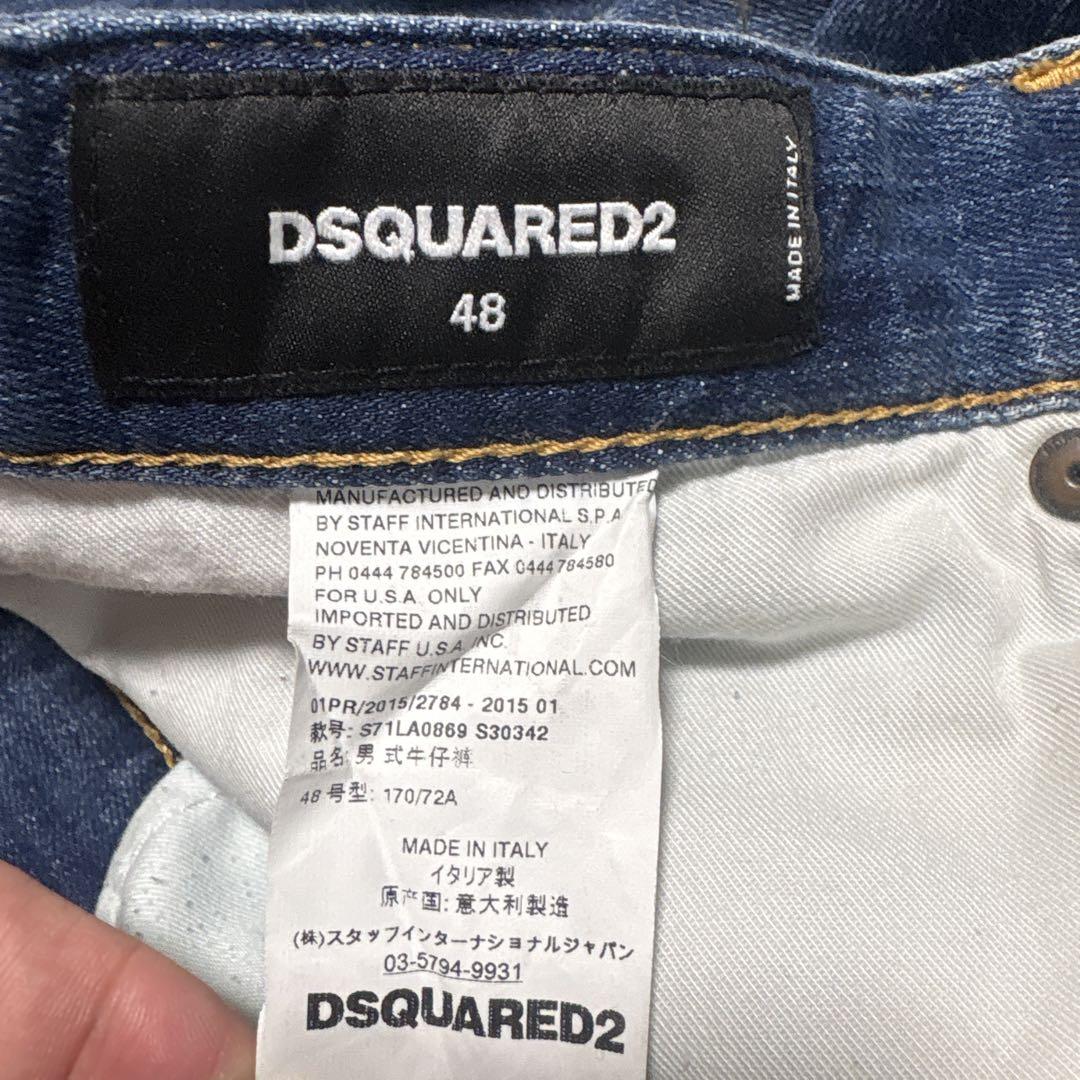 DSQUARED2
48
MADE IN ITALY
MANUFACTURED AND DISTRIBUTED
BY STAFF INTERNATIONAL S.P.A
NOVENTA VICENTINA - ITALY
PH 0444 784500 FAX 0444 784580
FOR U.S.A. ONLY
IMPORTED AND DISTRIBUTED
BY STAFF U.S.A. INC.
WWW.STAFFINTERNATIONAL.COM
01PR/2015/2784 - 2015 01
款号: S71LA0869 S30342
品名: 男 式牛仔裤
48 号型: 170/72A
MADE IN ITALY
イタリア製
原产国: 意大利製造
(株)スタッフインターナショナルジャパン
03-5794-9931
DSQUARED2